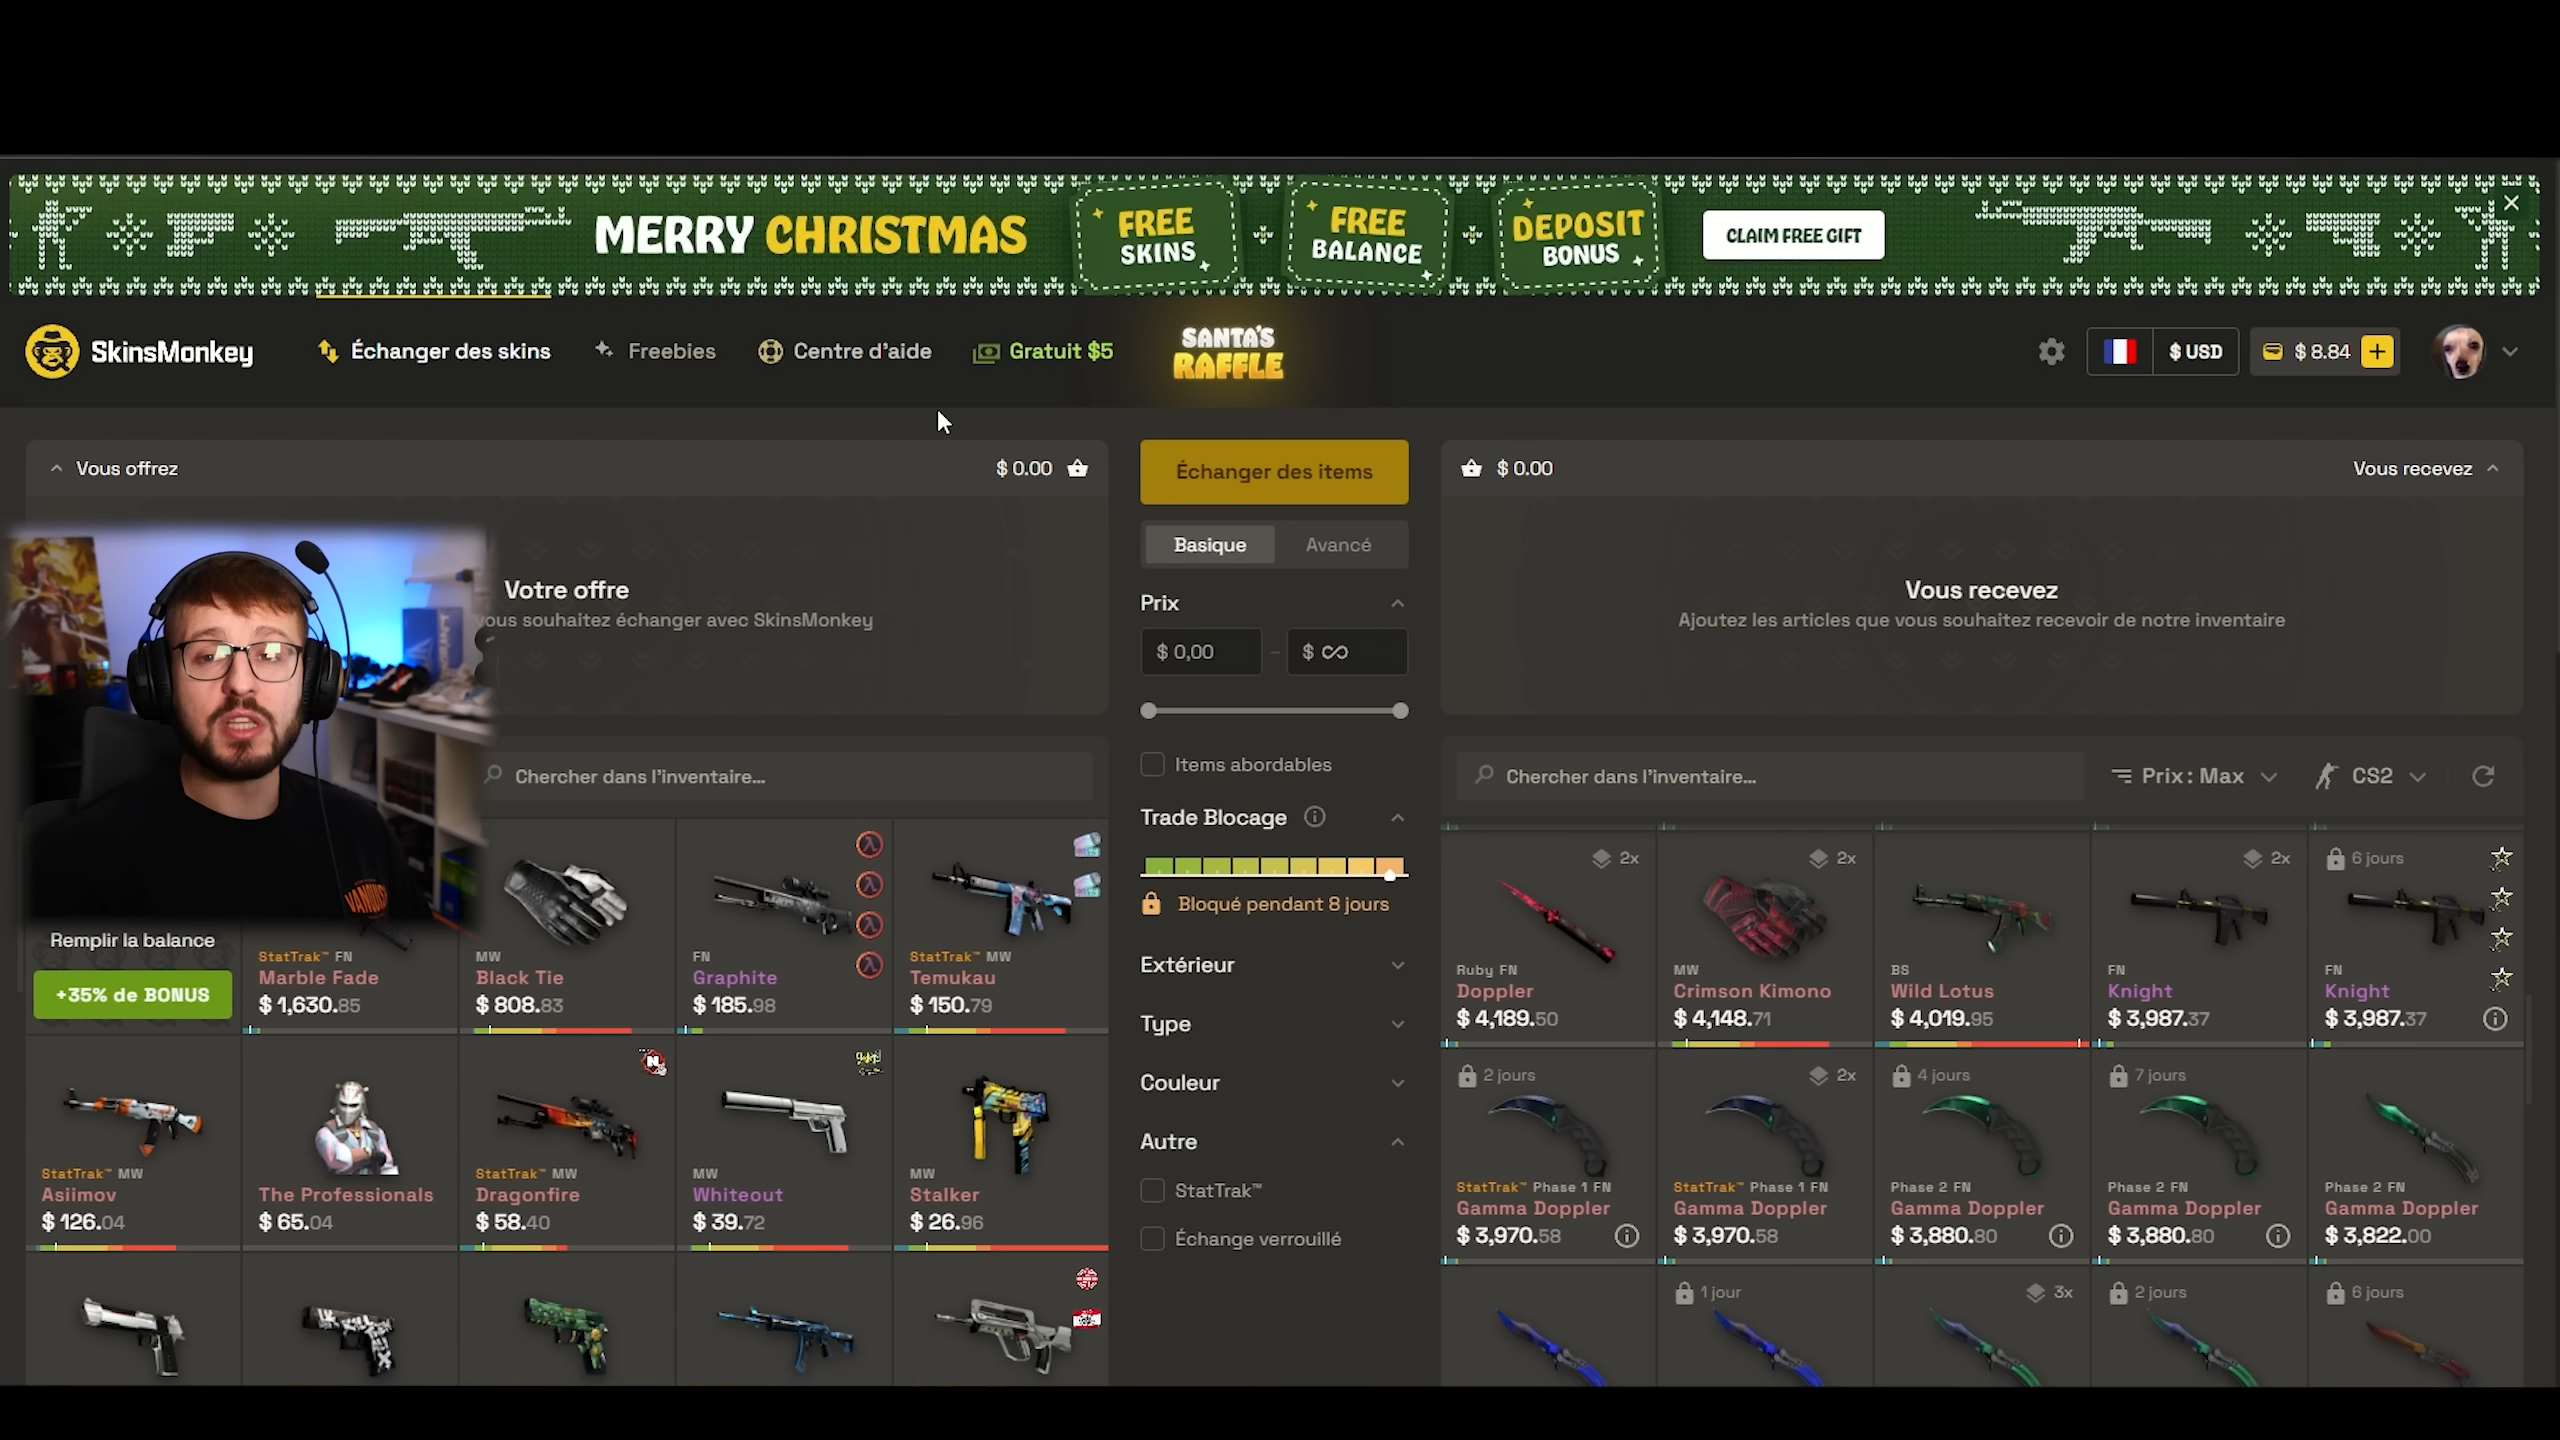 MERRY CHRISTMAS
FREE
SKINS
FREE
BALANCE
DEPOSIT
BONUS
CLAIM FREE GIFT
SkinsMonkey
Échanger des skins
Freebies
Centre d'aide
Gratuit $5
SANTA'S
RAFFLE
$ USD
$ 8.84
Vous offrez
$ 0.00
Échanger des items
$ 0.00
Vous recevez
Votre offre
vous souhaitez échanger avec SkinsMonkey
Basique
Avancé
Prix
$ 0,00
–
$ ∞
Items abordables
Trade Blocage
Bloqué pendant 8 jours
Extérieur
Type
Couleur
Autre
StatTrak™
Échange verrouillé
Vous recevez
Ajoutez les articles que vous souhaitez recevoir de notre inventaire
Chercher dans l'inventaire...
Remplir la balance
+35% de BONUS
StatTrak™ FN
Marble Fade
$ 1,630.85
MW
Black Tie
$ 808.83
FN
Graphite
$ 185.98
StatTrak™ MW
Temukau
$ 150.79
StatTrak™ MW
Asiimov
$ 126.04
The Professionals
$ 65.04
StatTrak™ MW
Dragonfire
$ 58.40
MW
Whiteout
$ 39.72
MW
Stalker
$ 26.96
Chercher dans l'inventaire...
Prix : Max
CS2
2x
Ruby FN
Doppler
$ 4,189.50
2x
MW
Crimson Kimono
$ 4,148.71
BS
Wild Lotus
$ 4,019.95
2x
FN
Knight
$ 3,987.37
6 jours
FN
Knight
$ 3,987.37
2 jours
StatTrak™ Phase 1 FN
Gamma Doppler
$ 3,970.58
2x
StatTrak™ Phase 1 FN
Gamma Doppler
$ 3,970.58
4 jours
Phase 2 FN
Gamma Doppler
$ 3,880.80
7 jours
Phase 2 FN
Gamma Doppler
$ 3,880.80
Phase 2 FN
Gamma Doppler
$ 3,822.00
1 jour
3x
2 jours
6 jours